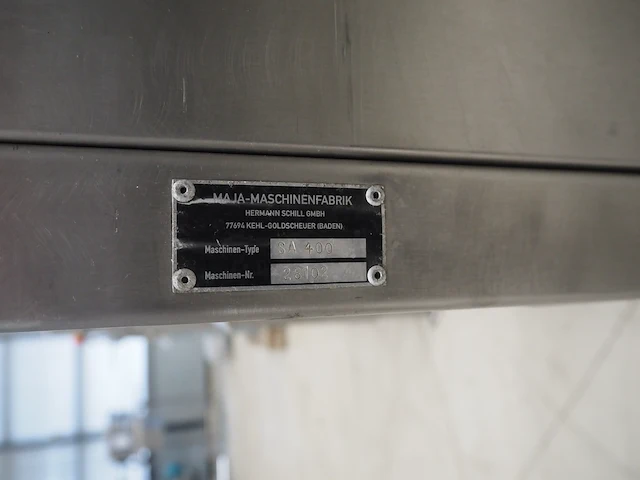 MAJA-MASCHINENFABRIK
HERMANN SCHILL GMBH
77694 KEHL-GOLDSCHEUER (BADEN)
Maschinen-Type SA 400
Maschinen-Nr.